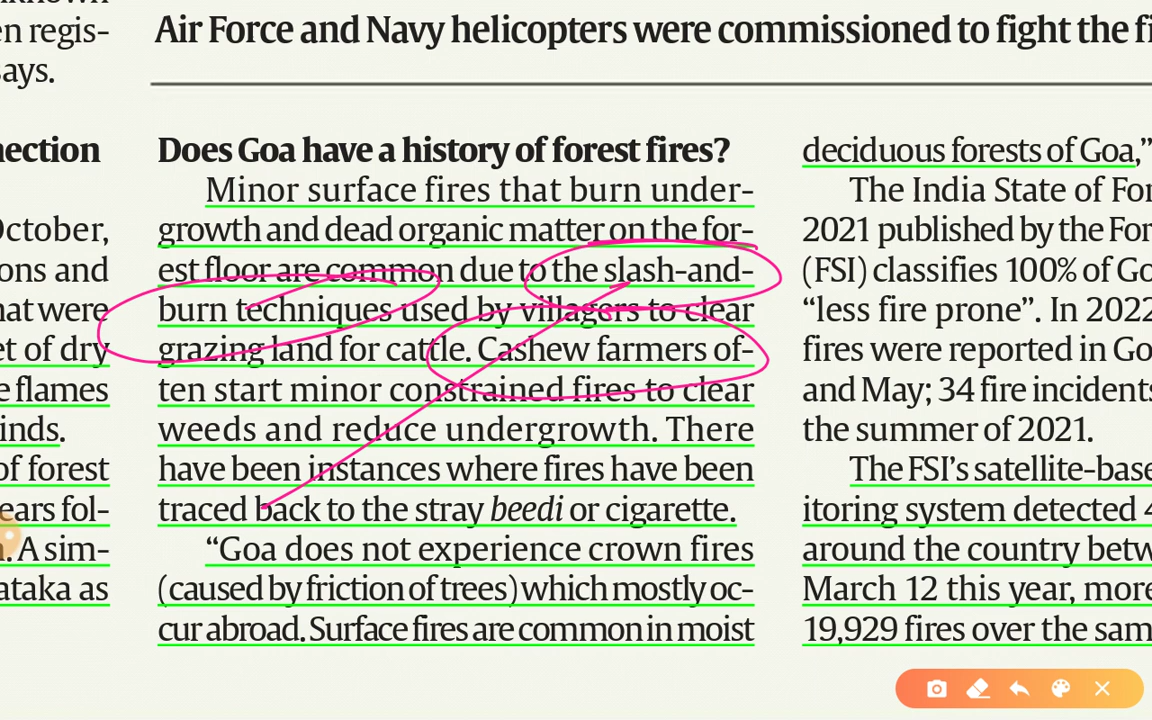 en regis-
says.
nection
October,
ons and
hat were
et of dry
e flames
inds.
of forest
ears fol-
. A sim-
ataka as
Air Force and Navy helicopters were commissioned to fight the fi
Does Goa have a history of forest fires?
Minor surface fires that burn under-
growth and dead organic matter on the for-
est floor are common due to the slash-and-
burn techniques used by villagers to clear
grazing land for cattle. Cashew farmers of-
ten start minor constrained fires to clear
weeds and reduce undergrowth. There
have been instances where fires have been
traced back to the stray beedi or cigarette.
“Goa does not experience crown fires
(caused by friction of trees) which mostly oc-
cur abroad. Surface fires are common in moist
deciduous forests of Goa,”
The India State of For
2021 published by the For
(FSI) classifies 100% of Go
“less fire prone”. In 2022
fires were reported in Go
and May; 34 fire incidents
the summer of 2021.
The FSI’s satellite-base
itoring system detected 4
around the country betw
March 12 this year, more
19,929 fires over the sam